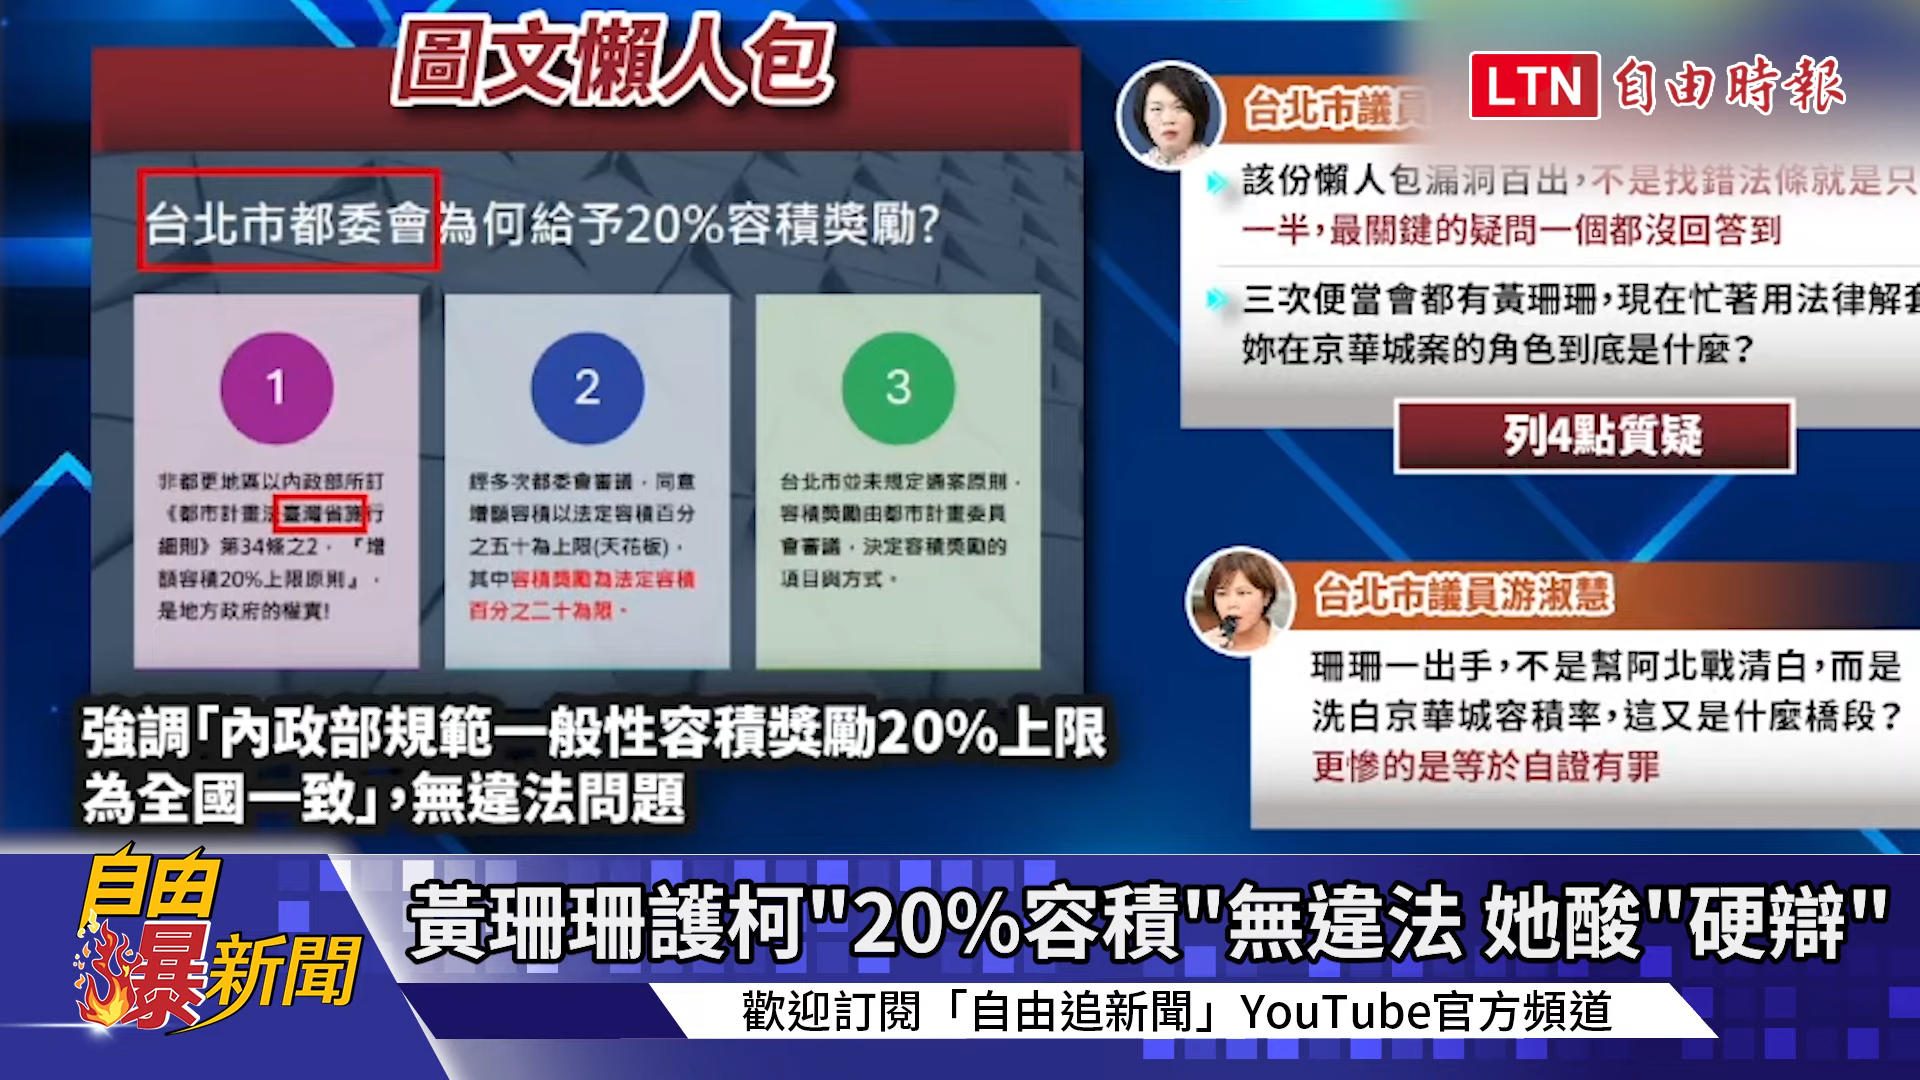 圖文懶人包
台北市都委會為何給予20%容積獎勵?
1
非都更地區以內政部所訂
《都市計畫法臺灣省施行
細則》第34條之2，『增
額容積20%上限原則』，
是地方政府的權責!
2
經多次都委會審議，同意
增額容積以法定容積百分
之五十為上限(天花板)，
其中容積獎勵為法定容積
百分之二十為限。
3
台北市並未規定通案原則，
容積獎勵由都市計畫委員
會審議，決定容積獎勵的
項目與方式。
強調「內政部規範一般性容積獎勵20%上限
為全國一致」，無違法問題
LTN 自由時報
台北市議員
該份懶人包漏洞百出，不是找錯法條就是只
一半，最關鍵的疑問一個都沒回答到
三次便當會都有黃珊珊，現在忙著用法律解套
妳在京華城案的角色到底是什麼？
列4點質疑
台北市議員游淑慧
珊珊一出手，不是幫阿北戰清白，而是
洗白京華城容積率，這又是什麼橋段？
更慘的是等於自證有罪
自由爆新聞
黃珊珊護柯"20%容積"無違法 她酸"硬辯"
歡迎訂閱「自由追新聞」YouTube官方頻道